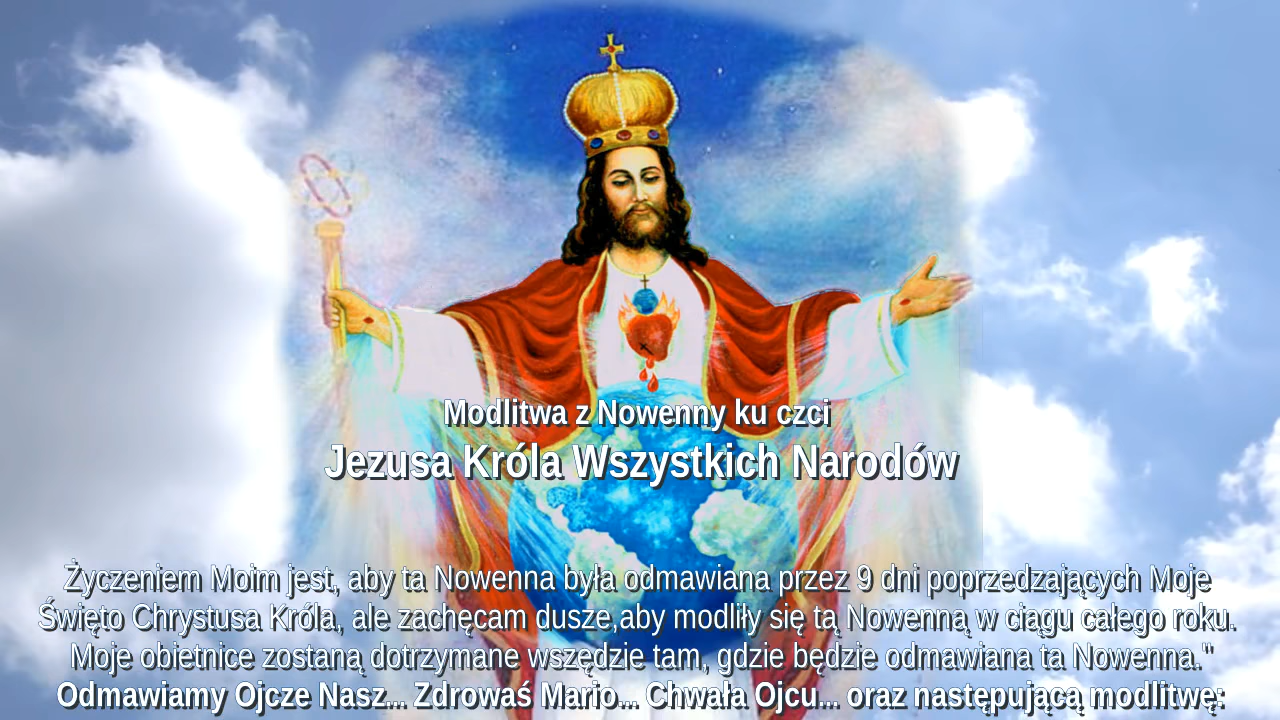 Modlitwa z Nowenny ku czci
Jezusa Króla Wszystkich Narodów
Życzeniem Moim jest, aby ta Nowenna była odmawiana przez 9 dni poprzedzających Moje
Święto Chrystusa Króla, ale zachęcam dusze,aby modliły się tą Nowenną w ciągu całego roku.
Moje obietnice zostaną dotrzymane wszędzie tam, gdzie będzie odmawiana ta Nowenna."
Odmawiamy Ojcze Nasz... Zdrowaś Mario... Chwała Ojcu... oraz następującą modlitwę: